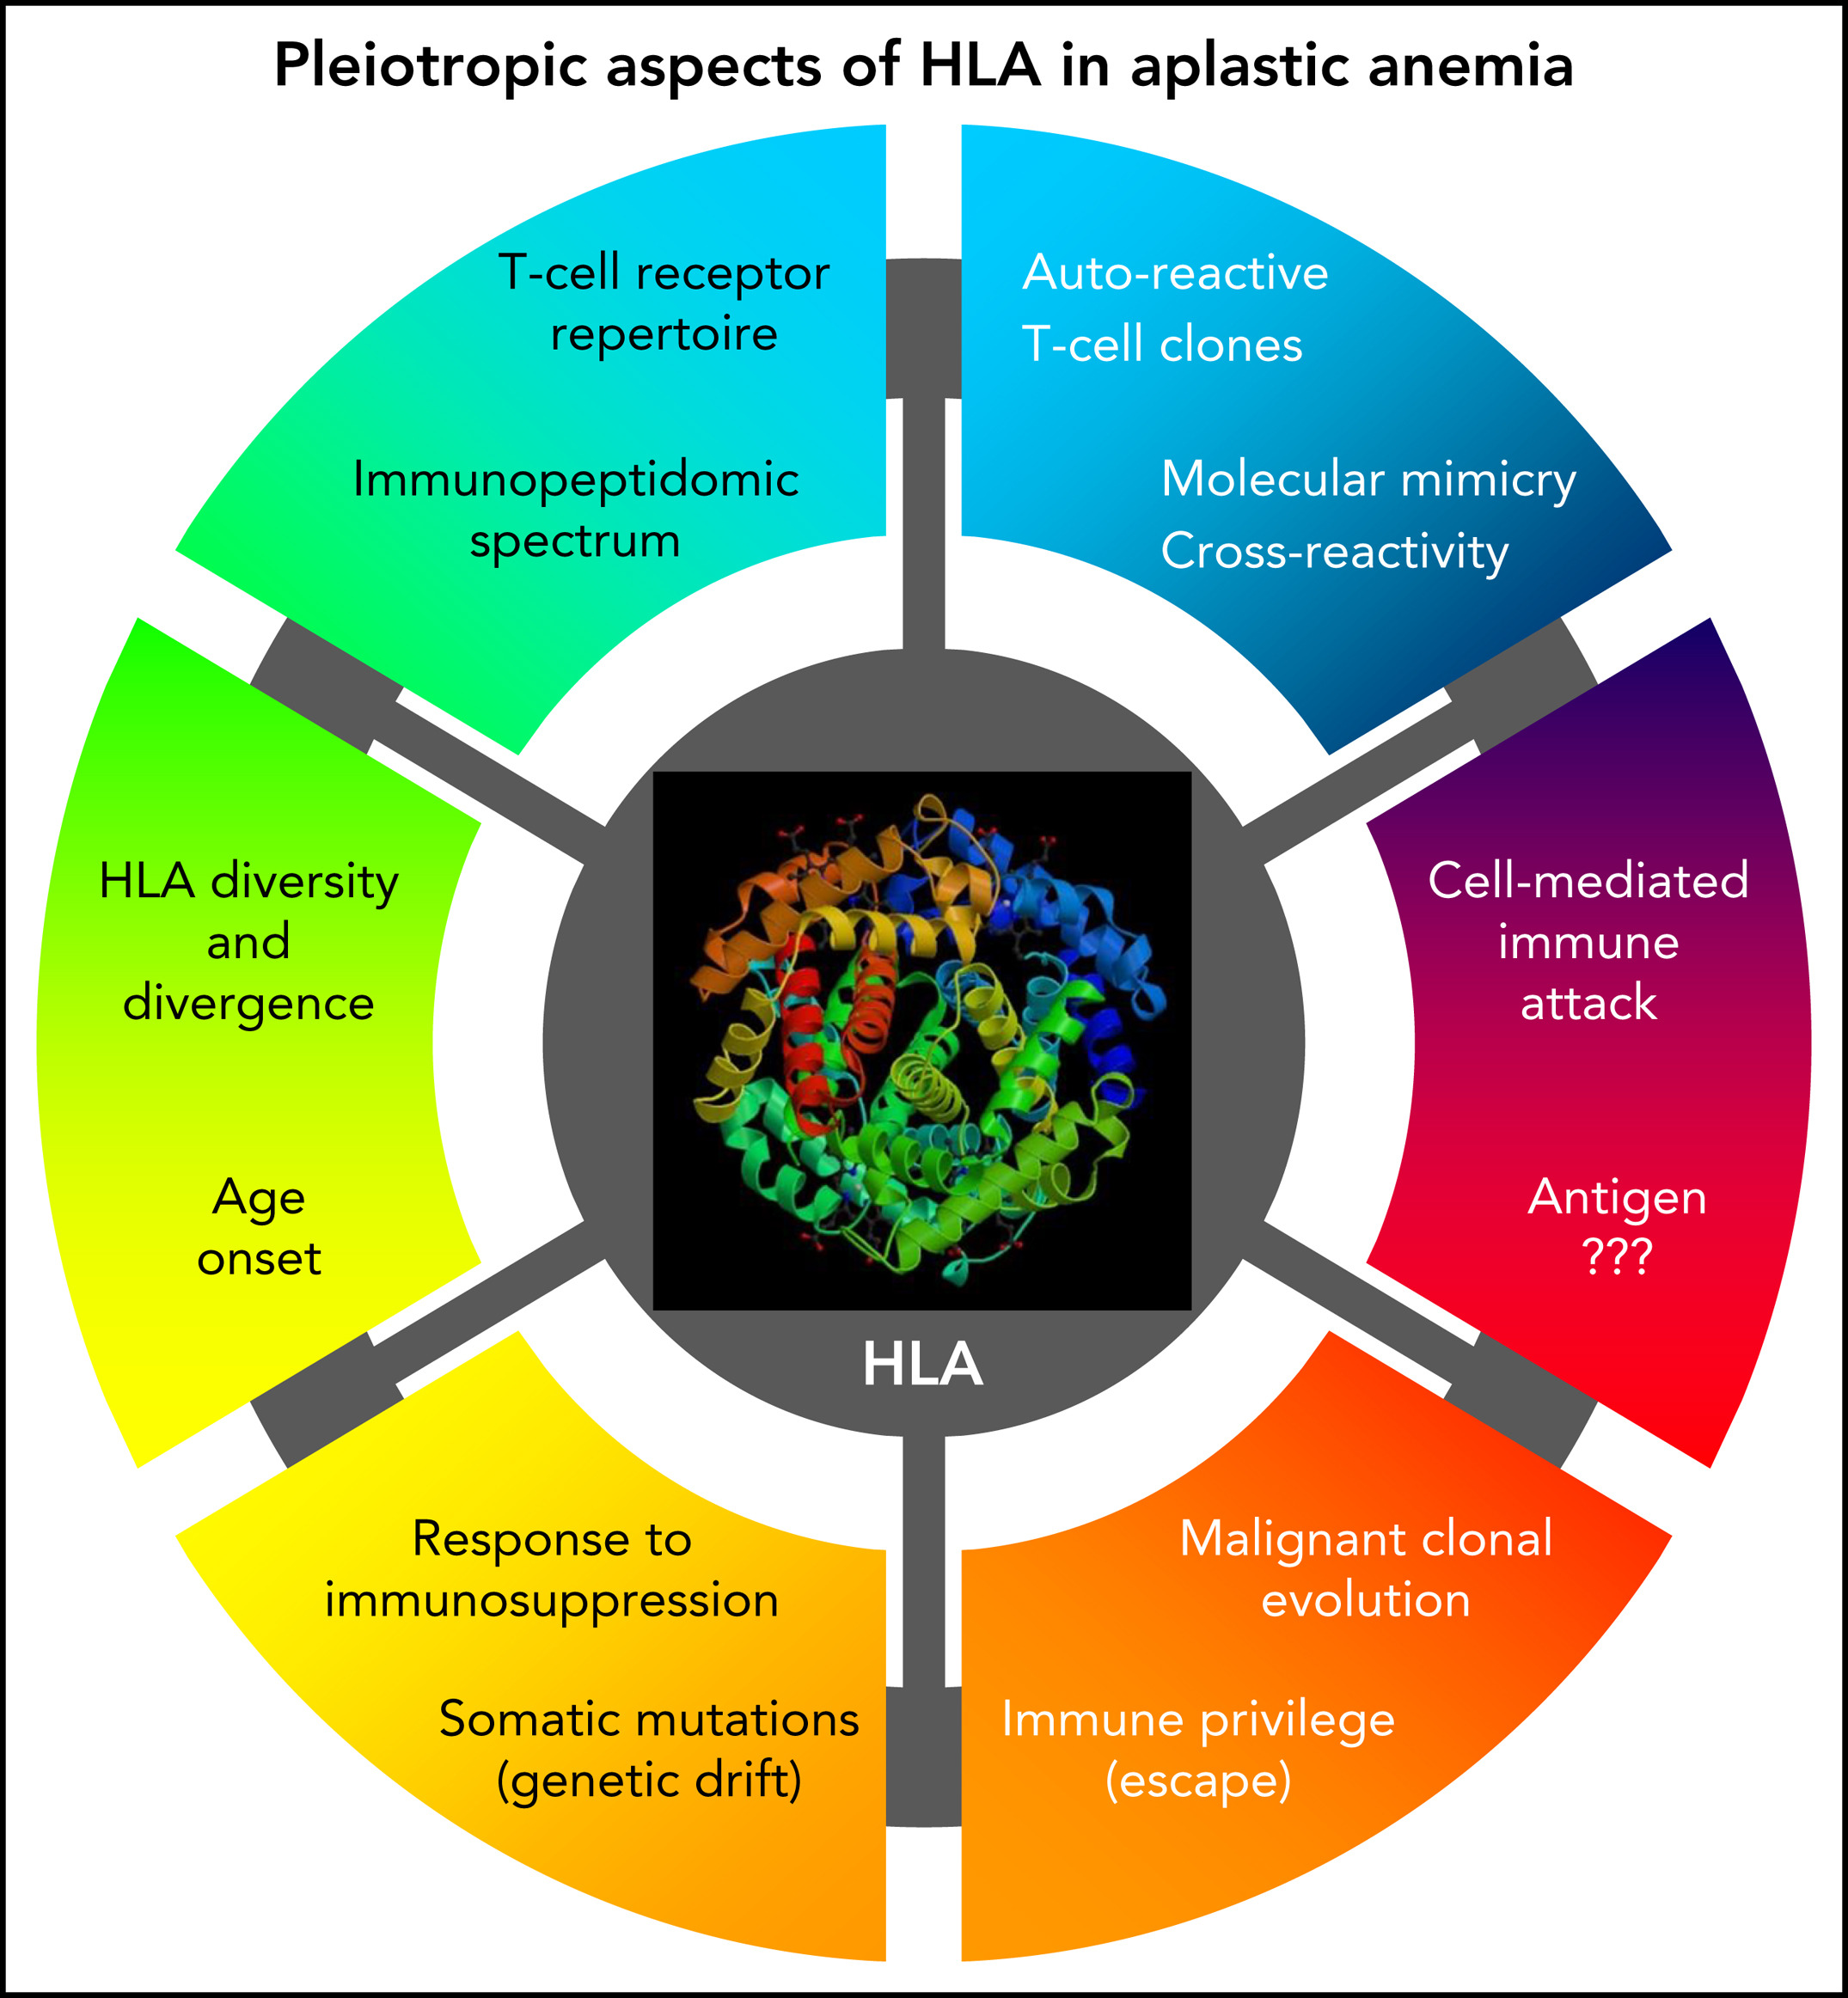 Pleiotropic aspects of HLA in aplastic anemia
T-cell receptor
repertoire
Immunopeptidomic
spectrum
Auto-reactive
T-cell clones
Molecular mimicry
Cross-reactivity
HLA diversity
and
divergence
Age
onset
Cell-mediated
immune
attack
Antigen
???
HLA
Response to
immunosuppression
Somatic mutations
(genetic drift)
Malignant clonal
evolution
Immune privilege
(escape)